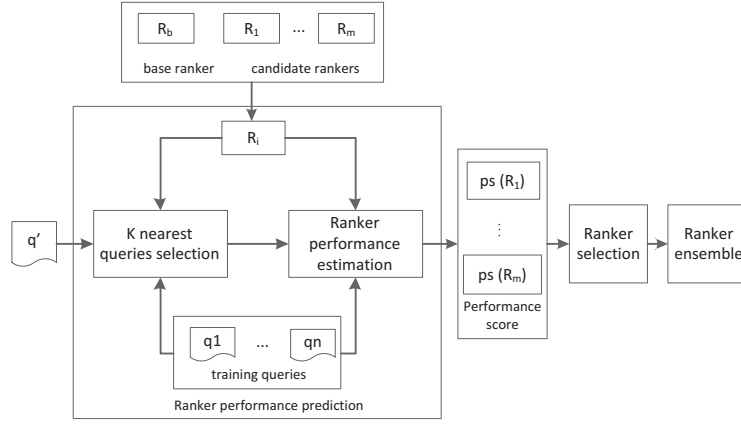 R_b R_1 ... R_m
base ranker candidate rankers
R_i
q'
K nearest
queries selection
Ranker
performance
estimation
q1 ... qn
training queries
Ranker performance prediction
ps (R_1)
...
ps (R_m)
Performance
score
Ranker
selection
Ranker
ensemble